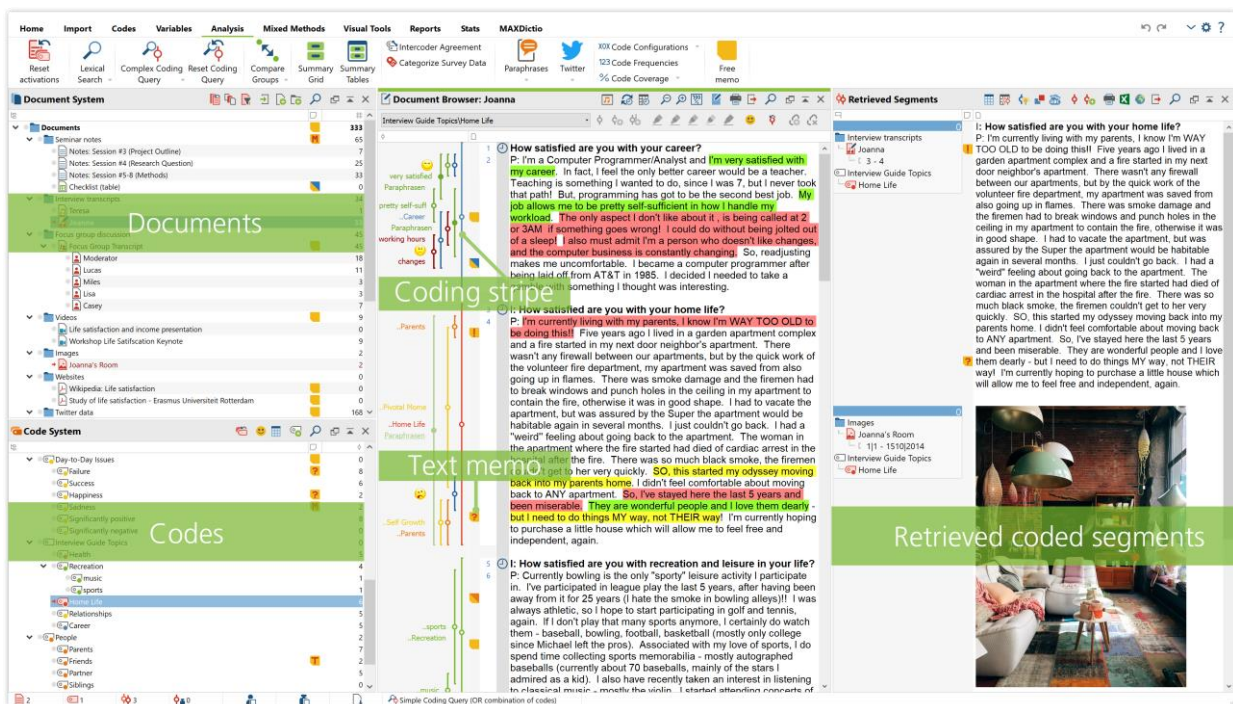 Home Import Codes Variables Analysis Mixed Methods Visual Tools Reports Stats MAXDictio
Reset activations
Lexical Search
Complex Coding Query
Reset Coding Query
Compare Groups
Summary Grid
Summary Tables
Intercoder Agreement
Categorize Survey Data
Paraphrases
Twitter
Code Configurations
123 Code Frequencies
% Code Coverage
Free memo
Document System
Documents 333
Seminar notes 65
Notes: Session #3 (Project Outline) 7
Notes: Session #4 (Research Question) 25
Notes: Session #5-8 (Methods) 33
Checklist (table) 0
Interview transcripts 34
Teresa 1
Documents
Focus group discussion 45
Focus Group Transcript 45
Moderator 18
Lucas 11
Miles 3
Lisa 3
Casey 7
Videos 9
Life satisfaction and income presentation 0
Workshop Life Satifscation Keynote 9
Images 2
Joanna's Room 2
Websites 0
Wikipedia: Life satisfaction 0
Study of life satisfaction - Erasmus Universiteit Rotterdam 0
Twitter data 168
Code System
Day-to-Day Issues 0
Failure 8
Success 6
Happiness 2
Sadness 2
Significantly positive 8
Significantly negative 0
Codes
Interview Guide Topics 0
Health 5
Recreation 4
music 1
sports 1
Home Life 6
Relationships 5
Career 5
People 2
Parents 7
Friends 2
Partner 5
Siblings 0
2 1 3 0
Document Browser: Joanna
Interview Guide Topics\Home Life
very satisfied
Paraphrasen
pretty self-suff
..Career
Paraphrasen
working hours
changes
Coding stripe
..Parents
..Pivotal Home
..Home Life
Paraphrasen
Text memo
..Self Growth
..Parents
..sports
..Recreation
music
1 How satisfied are you with your career?
2 P: I'm a Computer Programmer/Analyst and I'm very satisfied with
my career. In fact, I feel the only better career would be a teacher.
Teaching is something I wanted to do, since I was 7, but I never took
that path! But, programming has got to be the second best job. My
job allows me to be pretty self-sufficient in how I handle my
workload. The only aspect I don't like about it , is being called at 2
or 3AM if something goes wrong! I could do without being jolted out
of a sleep! I also must admit I'm a person who doesn't like changes,
and the computer business is constantly changing. So, readjusting
makes me uncomfortable. I became a computer programmer after
being laid off from AT&T in 1985. I decided I needed to take a
with something I thought was interesting.
3 I: How satisfied are you with your home life?
4 P: I'm currently living with my parents, I know I'm WAY TOO OLD to
be doing this!! Five years ago I lived in a garden apartment complex
and a fire started in my next door neighbor's apartment. There
wasn't any firewall between our apartments, but by the quick work of
the volunteer fire department, my apartment was saved from also
going up in flames. There was smoke damage and the firemen had
to break windows and punch holes in the ceiling in my apartment to
contain the fire, otherwise it was in good shape. I had to vacate the
apartment, but was assured by the Super the apartment would be
habitable again in several months. I just couldn't go back. I had a
"weird" feeling about going back to the apartment. The woman in
the apartment where the fire started had died of cardiac arrest in the
hospital after the fire. There was so much black smoke, the firemen
couldn't get to her very quickly. SO, this started my odyssey moving
back into my parents home. I didn't feel comfortable about moving
back to ANY apartment. So, I've stayed here the last 5 years and
been miserable. They are wonderful people and I love them dearly -
but I need to do things MY way, not THEIR way! I'm currently hoping
to purchase a little house which will allow me to feel free and
independent, again.
5 I: How satisfied are you with recreation and leisure in your life?
6 P: Currently bowling is the only "sporty" leisure activity I participate
in. I've participated in league play the last 5 years, after having been
away from it for 25 years (I hate the smoke in bowling alleys)!! I was
always athletic, so I hope to start participating in golf and tennis,
again. If I don't play that many sports anymore, I certainly do watch
them - baseball, bowling, football, basketball (mostly only college
since Michael left the pros). Associated with my love of sports, I do
spend time collecting sports memorabilia - mostly autographed
baseballs (currently about 70 baseballs, mainly of the stars I
admired as a kid). I also have recently taken an interest in listening
to classical music - mostly the violin. I started attending concerts of
Simple Coding Query (OR combination of codes)
Retrieved Segments
Interview transcripts
Joanna
3 - 4
Interview Guide Topics
Home Life
I: How satisfied are you with your home life?
P: I'm currently living with my parents, I know I'm WAY
TOO OLD to be doing this!! Five years ago I lived in a
garden apartment complex and a fire started in my next
door neighbor's apartment. There wasn't any firewall
between our apartments, but by the quick work of the
volunteer fire department, my apartment was saved from
also going up in flames. There was smoke damage and
the firemen had to break windows and punch holes in the
ceiling in my apartment to contain the fire, otherwise it was
in good shape. I had to vacate the apartment, but was
assured by the Super the apartment would be habitable
again in several months. I just couldn't go back. I had a
"weird" feeling about going back to the apartment. The
woman in the apartment where the fire started had died of
cardiac arrest in the hospital after the fire. There was so
much black smoke, the firemen couldn't get to her very
quickly. SO, this started my odyssey moving back into my
parents home. I didn't feel comfortable about moving back
to ANY apartment. So, I've stayed here the last 5 years
and been miserable. They are wonderful people and I love
them dearly - but I need to do things MY way, not THEIR
way! I'm currently hoping to purchase a little house which
will allow me to feel free and independent, again.
Images
Joanna's Room
1|1 - 1510|2014
Interview Guide Topics
Home Life
Retrieved coded segments